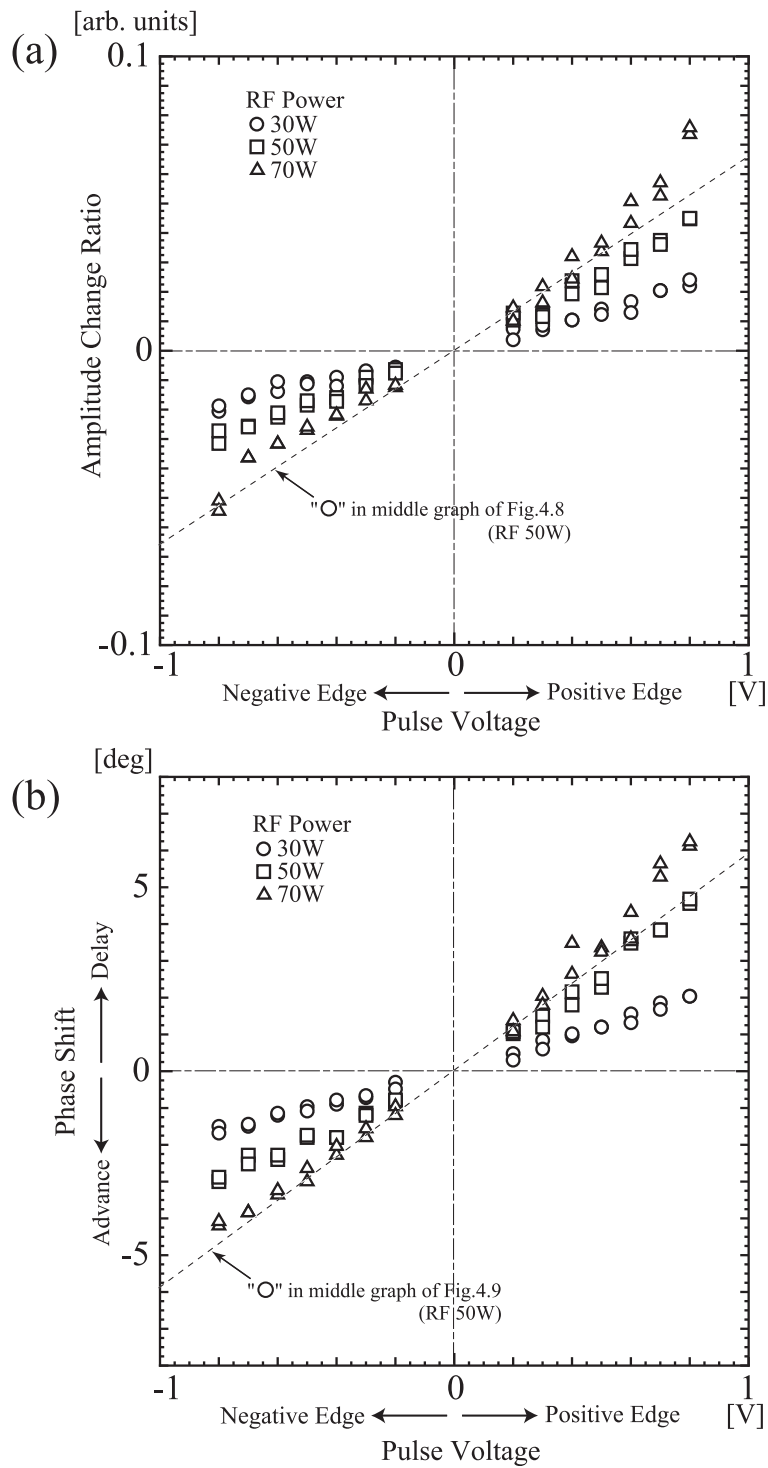 [arb. units]
(a)
0.1
RF Power
30W
50W
70W
Amplitude Change Ratio
0
"○" in middle graph of Fig.4.8
(RF 50W)
-0.1
-1
0
1
Negative Edge
Positive Edge
[V]
Pulse Voltage
[deg]
(b)
RF Power
30W
50W
70W
5
Delay
Phase Shift
0
Advance
-5
"○" in middle graph of Fig.4.9
(RF 50W)
-1
0
1
Negative Edge
Positive Edge
[V]
Pulse Voltage